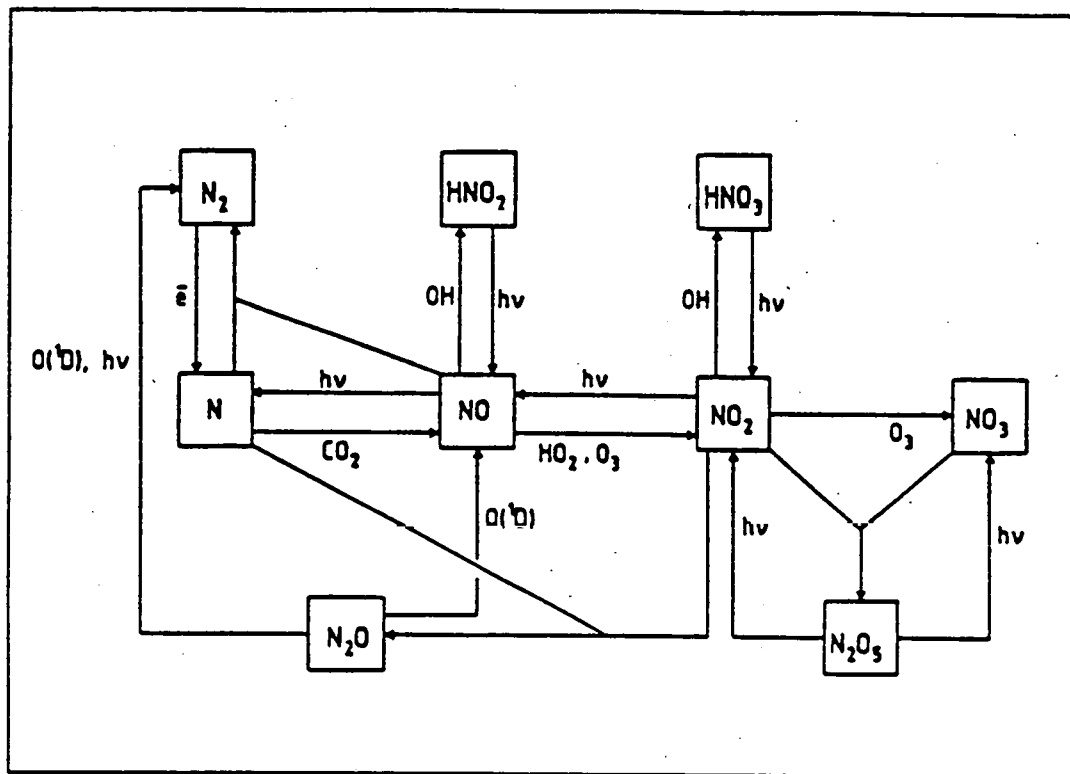 N₂
HNO₂
HNO₃
OH
hν
OH
hν
O(¹D), hν
N
hν
NO
hν
NO₂
NO₃
CO₂
HO₂, O₃
O₃
O(¹D)
hν
hν
N₂O
N₂O₅